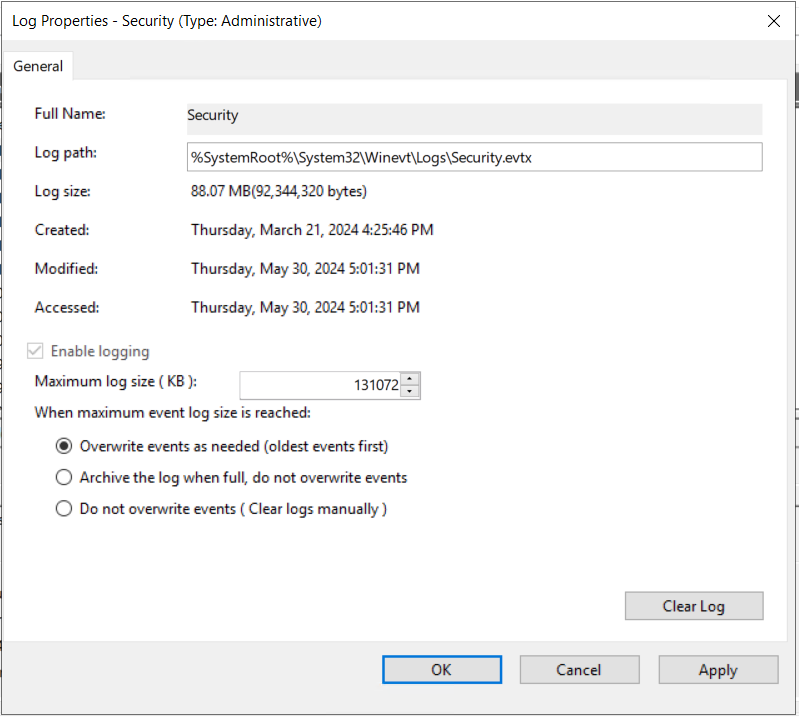 Log Properties - Security (Type: Administrative)
General
Full Name: Security
Log path: %SystemRoot%\System32\Winevt\Logs\Security.evtx
Log size: 88.07 MB(92,344,320 bytes)
Created: Thursday, March 21, 2024 4:25:46 PM
Modified: Thursday, May 30, 2024 5:01:31 PM
Accessed: Thursday, May 30, 2024 5:01:31 PM
Enable logging
Maximum log size ( KB ): 131072
When maximum event log size is reached:
Overwrite events as needed (oldest events first)
Archive the log when full, do not overwrite events
Do not overwrite events ( Clear logs manually )
Clear Log
OK Cancel Apply